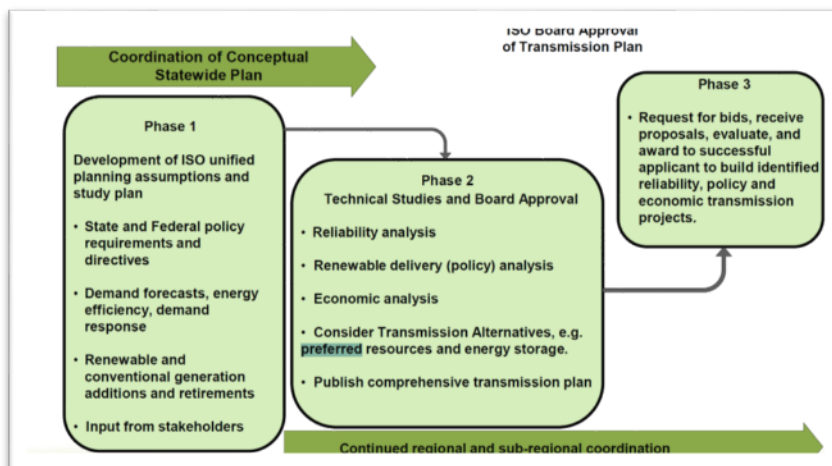 Coordination of Conceptual
Statewide Plan
ISO Board Approval
of Transmission Plan
Phase 1
Development of ISO unified
planning assumptions and
study plan
• State and Federal policy
requirements and
directives
• Demand forecasts, energy
efficiency, demand
response
• Renewable and
conventional generation
additions and retirements
• Input from stakeholders
Phase 2
Technical Studies and Board Approval
• Reliability analysis
• Renewable delivery (policy) analysis
• Economic analysis
• Consider Transmission Alternatives, e.g.
preferred resources and energy storage.
• Publish comprehensive transmission plan
Phase 3
• Request for bids, receive
proposals, evaluate, and
award to successful
applicant to build identified
reliability, policy and
economic transmission
projects.
Continued regional and sub-regional coordination